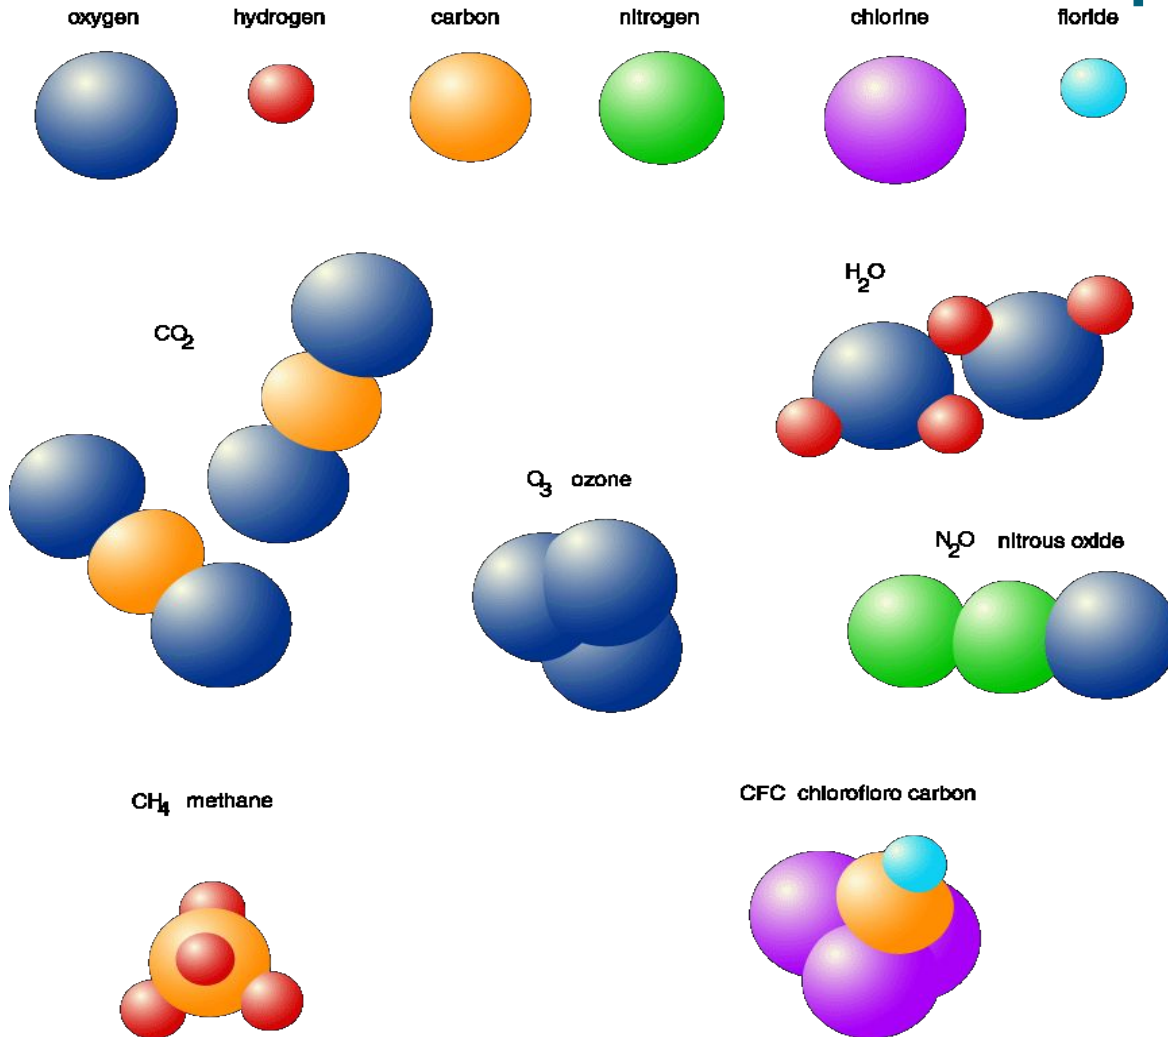 oxygen hydrogen carbon nitrogen chlorine floride
H2O
CO2
O3 ozone
N2O nitrous oxide
CFC chlorofloro carbon
CH4 methane